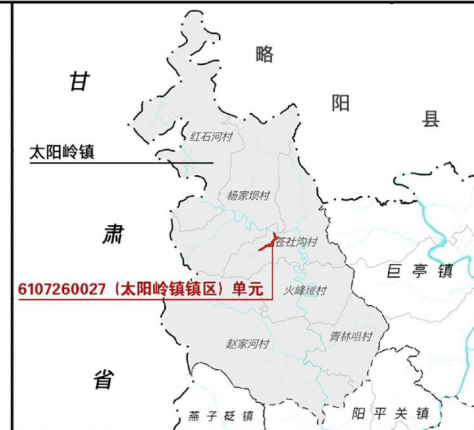 甘肃省
略阳县
红石河村
太阳岭镇
杨家坝村
苍社沟村
巨亭镇
6107260027（太阳岭镇镇区）单元
火峰垭村
青林咀村
赵家河村
燕子砭镇
阳平关镇